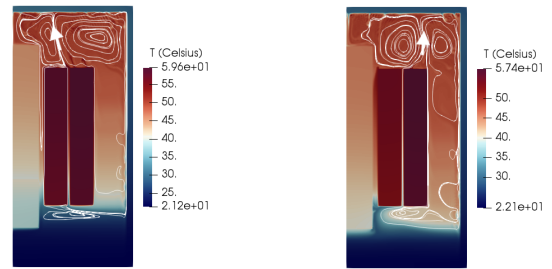 T (Celsius)
5.96e+01
55.
50.
45.
40.
35.
30.
25.
2.12e+01
T (Celsius)
5.74e+01
50.
45.
40.
35.
30.
2.21e+01